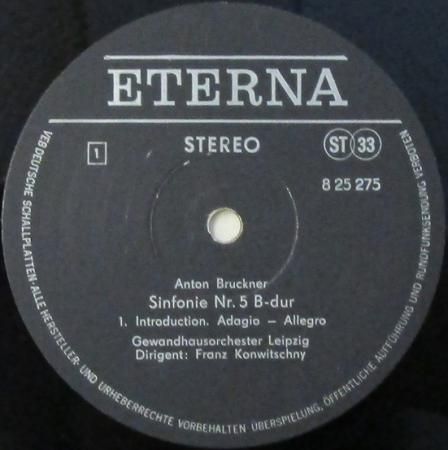 ETERNA
1
STEREO
ST 33
8 25 275
Anton Bruckner
Sinfonie Nr. 5 B-dur
1. Introduction. Adagio – Allegro
Gewandhausorchester Leipzig
Dirigent: Franz Konwitschny
VEB DEUTSCHE SCHALLPLATTEN · ALLE HERSTELLER- UND URHEBERRECHTE VORBEHALTEN ÜBERSPIELUNG, ÖFFENTLICHE AUFFÜHRUNG UND RUNDFUNKSENDUNG VERBOTEN